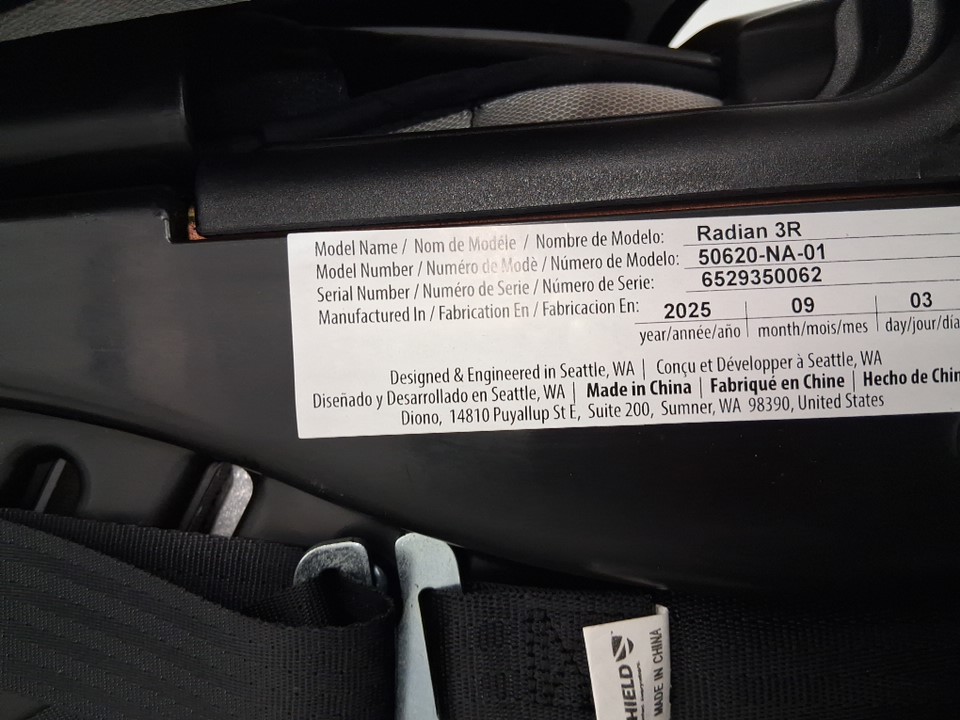 Model Name / Nom de Modéle / Nombre de Modelo: Radian 3R
Model Number / Numéro de Modè / Número de Modelo: 50620-NA-01
Serial Number / Numéro de Serie / Número de Serie: 6529350062
Manufactured In / Fabrication En / Fabricacion En: 2025 09 03
year/année/año month/mois/mes day/jour/día
Designed & Engineered in Seattle, WA | Conçu et Développer à Seattle, WA
Diseñado y Desarrollado en Seattle, WA | Made in China | Fabriqué en Chine | Hecho de Chin
Diono, 14810 Puyallup St E, Suite 200, Sumner, WA 98390, United States
HIELD
MADE IN CHINA